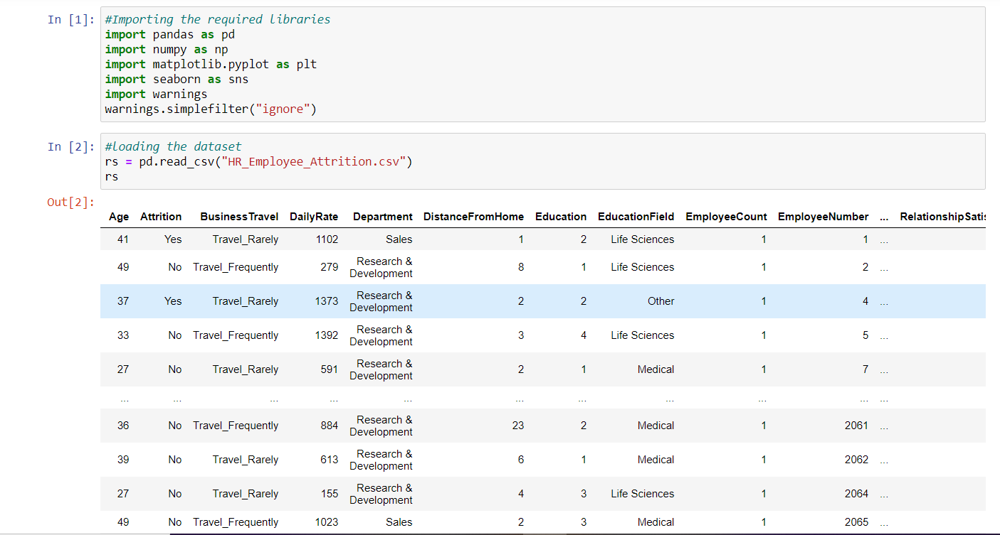 In [1]: #Importing the required libraries
import pandas as pd
import numpy as np
import matplotlib.pyplot as plt
import seaborn as sns
import warnings
warnings.simplefilter("ignore")
In [2]: #loading the dataset
rs = pd.read_csv("HR_Employee_Attrition.csv")
rs
Out[2]:
Age Attrition BusinessTravel DailyRate Department DistanceFromHome Education EducationField EmployeeCount EmployeeNumber ... RelationshipSatis
41 Yes Travel_Rarely 1102 Sales 1 2 Life Sciences 1 1 ...
49 No Travel_Frequently 279 Research & Development 8 1 Life Sciences 1 2 ...
37 Yes Travel_Rarely 1373 Research & Development 2 2 Other 1 4 ...
33 No Travel_Frequently 1392 Research & Development 3 4 Life Sciences 1 5 ...
27 No Travel_Rarely 591 Research & Development 2 1 Medical 1 7 ...
... ... ... ... ... ... ... ... ... ... ...
36 No Travel_Frequently 884 Research & Development 23 2 Medical 1 2061 ...
39 No Travel_Rarely 613 Research & Development 6 1 Medical 1 2062 ...
27 No Travel_Rarely 155 Research & Development 4 3 Life Sciences 1 2064 ...
49 No Travel_Frequently 1023 Sales 2 3 Medical 1 2065 ...